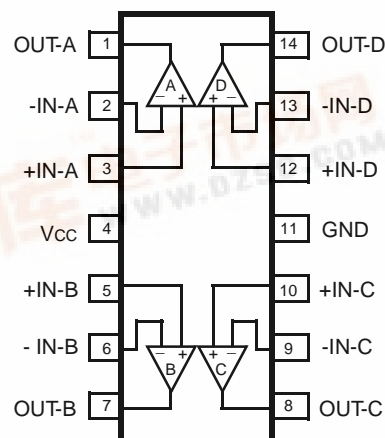 OUT-A 1 14 OUT-D
A D
-IN-A 2 − + + − 13 -IN-D
+IN-A 3 12 +IN-D
Vcc 4 11 GND
+IN-B 5 10 +IN-C
- IN-B 6 − + + − 9 -IN-C
B C
OUT-B 7 8 OUT-C